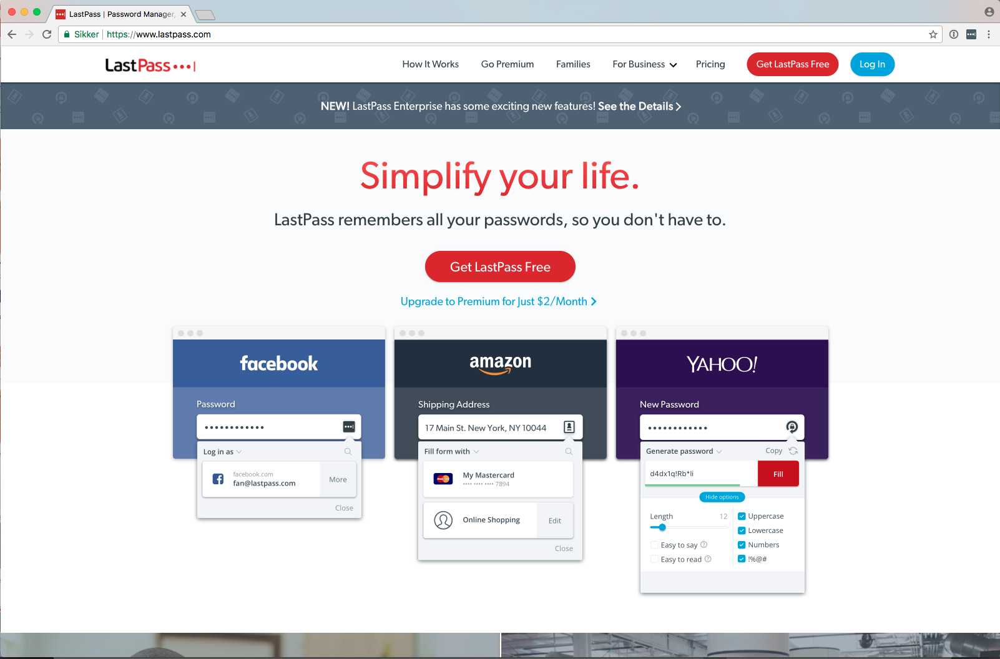 LastPass | Password Manager,
Sikker https://www.lastpass.com
LastPass
How It Works Go Premium Families For Business Pricing Get LastPass Free Log In
NEW! LastPass Enterprise has some exciting new features! See the Details
Simplify your life.
LastPass remembers all your passwords, so you don't have to.
Get LastPass Free
Upgrade to Premium for Just $2/Month
facebook
Password
Log in as
facebook.com
fan@lastpass.com
More
Close
amazon
Shipping Address
17 Main St. New York, NY 10044
Fill form with
My Mastercard
•••• •••• •••• 7894
Online Shopping
Edit
Close
YAHOO!
New Password
Generate password Copy
d4dx1q!Rb*li
Fill
Hide options
Length 12
Easy to say
Easy to read
Uppercase
Lowercase
Numbers
!%@#